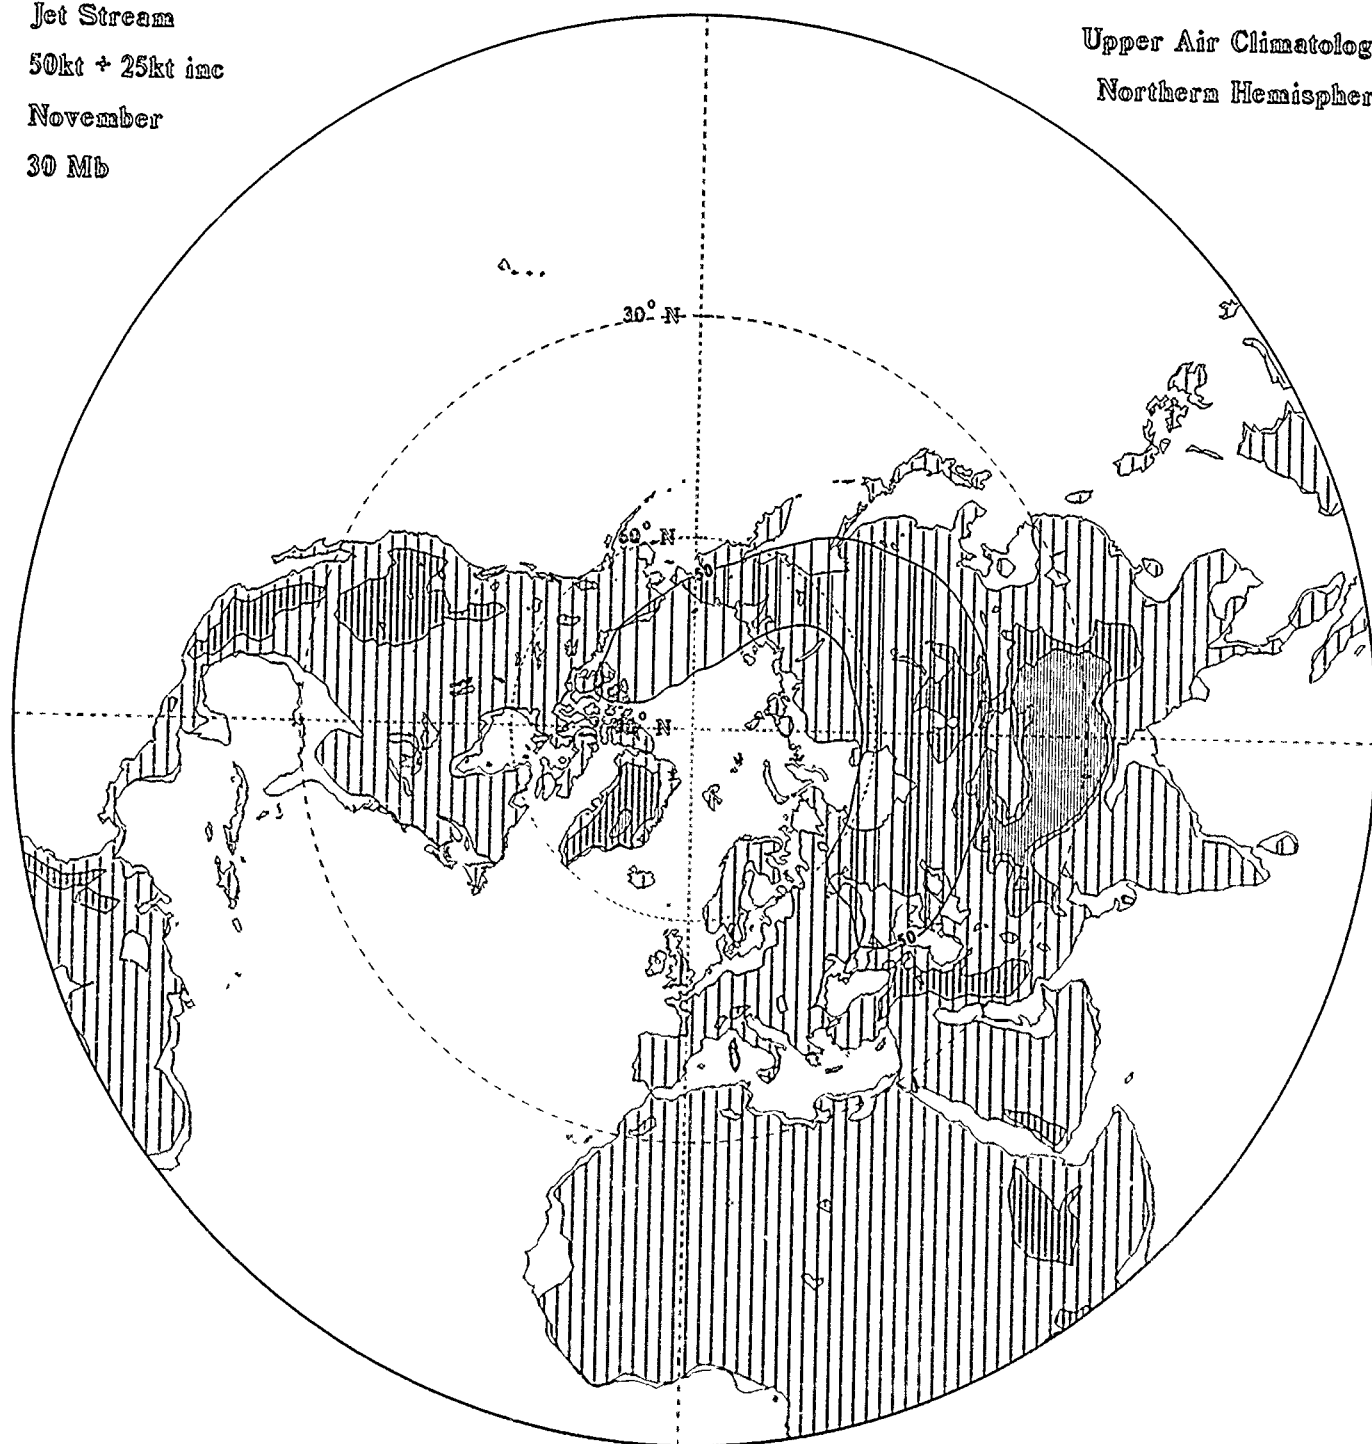 Jet Stream
50kt + 25kt inc
November
30 Mb
Upper Air Climatolog
Northern Hemispher
30° N
60° N
50
° N
50